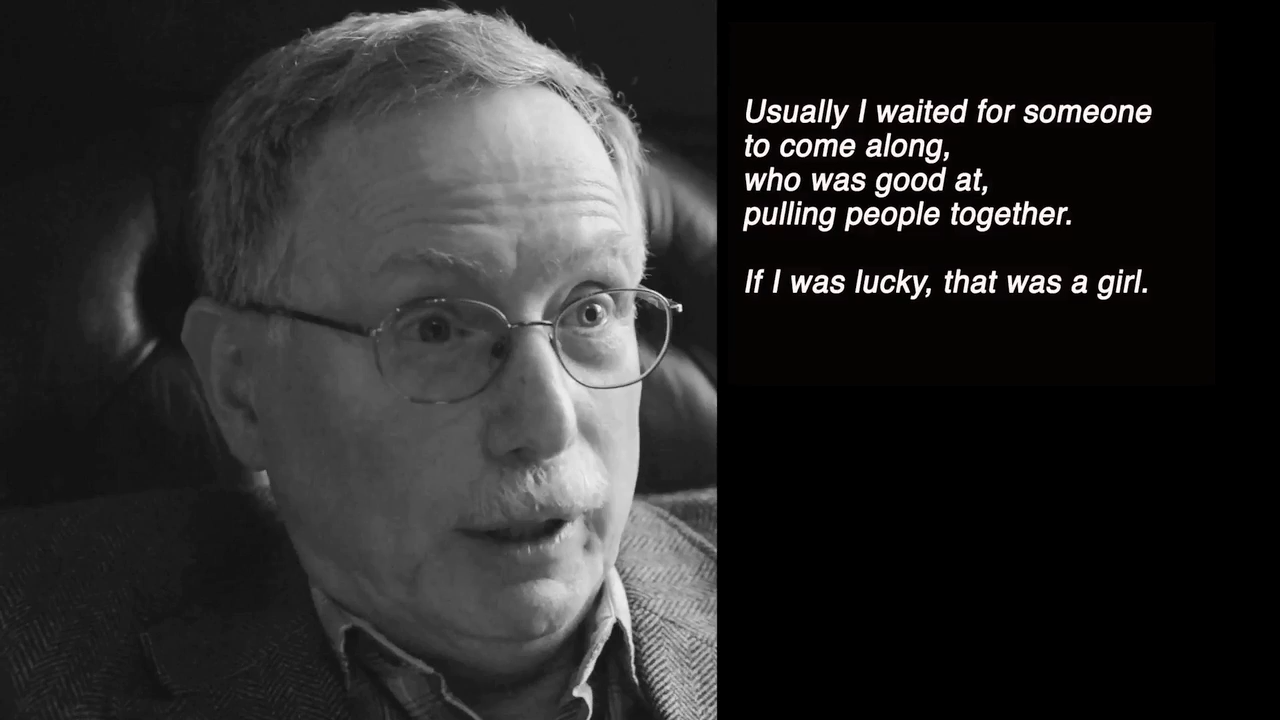 Usually I waited for someone
to come along,
who was good at,
pulling people together.
If I was lucky, that was a girl.